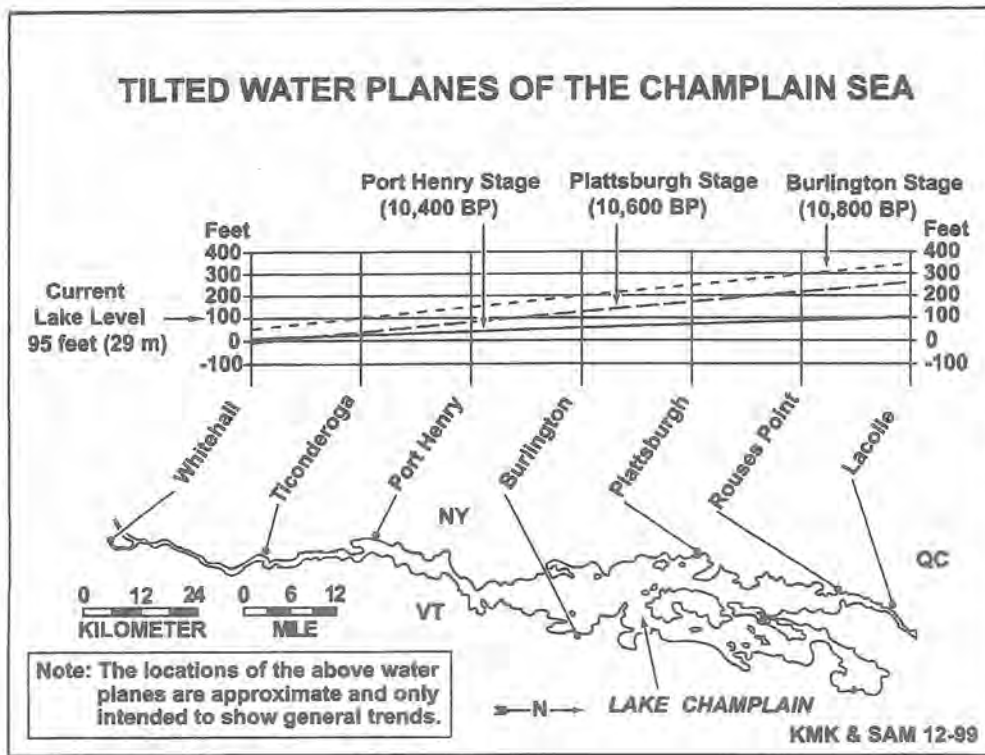 TILTED WATER PLANES OF THE CHAMPLAIN SEA
Port Henry Stage
(10,400 BP)
Plattsburgh Stage
(10,600 BP)
Burlington Stage
(10,800 BP)
Feet
400
300
200
100
0
-100
Feet
400
300
200
100
0
-100
Current
Lake Level
95 feet (29 m)
Whitehall
Ticonderoga
Port Henry
Burlington
Plattsburgh
Rouses Point
Lacolle
NY
QC
VT
0 12 24
KILOMETER
0 6 12
MILE
Note: The locations of the above water
planes are approximate and only
intended to show general trends.
N
LAKE CHAMPLAIN
KMK & SAM 12-99